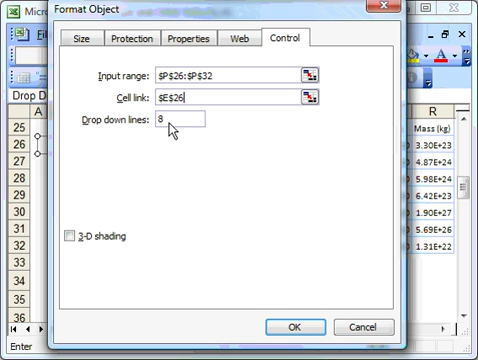 Format Object
Micro
Size
Protection
Properties
Web
Control
Input range:
$P$26:$P$32
Cell link:
$E$26
Drop down lines:
8
3-D shading
OK
Cancel
Drop Do
A
R
25
Mass (kg)
26
3.30E+23
27
4.87E+24
28
5.98E+24
29
6.42E+23
30
1.90E+27
31
5.69E+26
32
1.31E+22
33
34
35
36
Enter